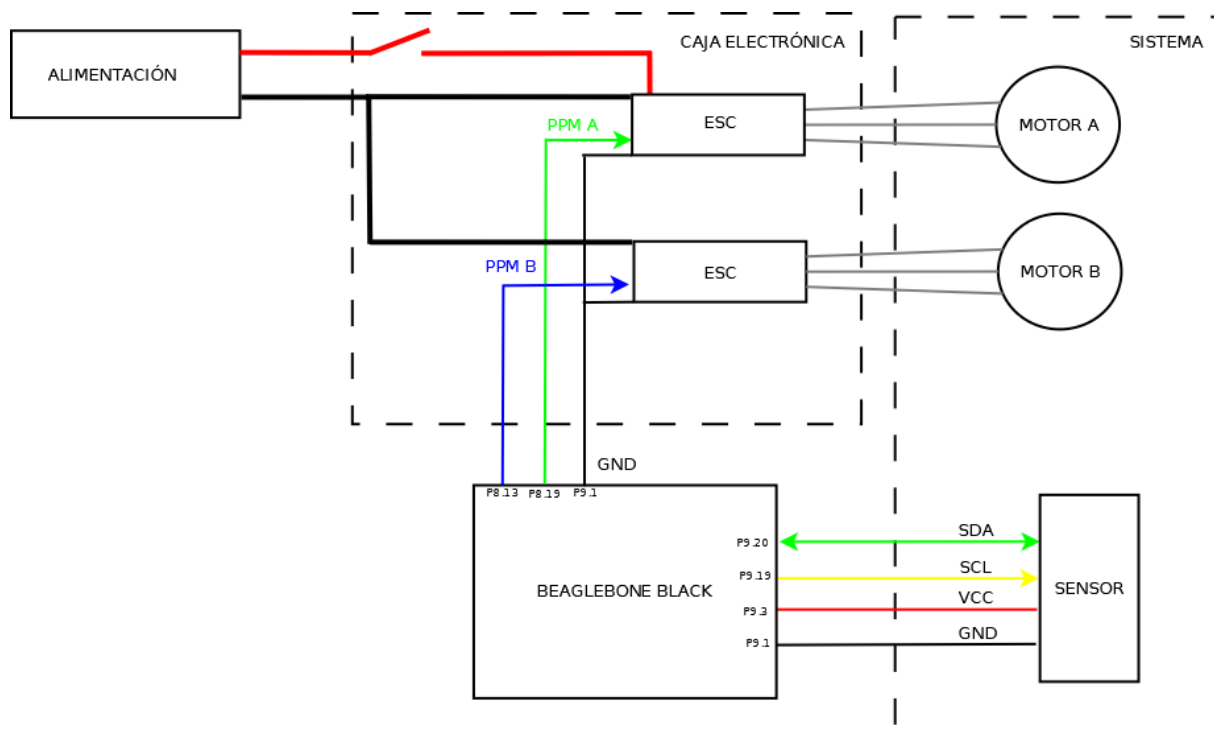 ALIMENTACIÓN
CAJA ELECTRÓNICA
SISTEMA
PPM A
ESC
MOTOR A
PPM B
ESC
MOTOR B
GND
P8.13 P8.19 P9.1
BEAGLEBONE BLACK
P9.20
P9.19
P9.3
P9.1
SDA
SCL
VCC
GND
SENSOR